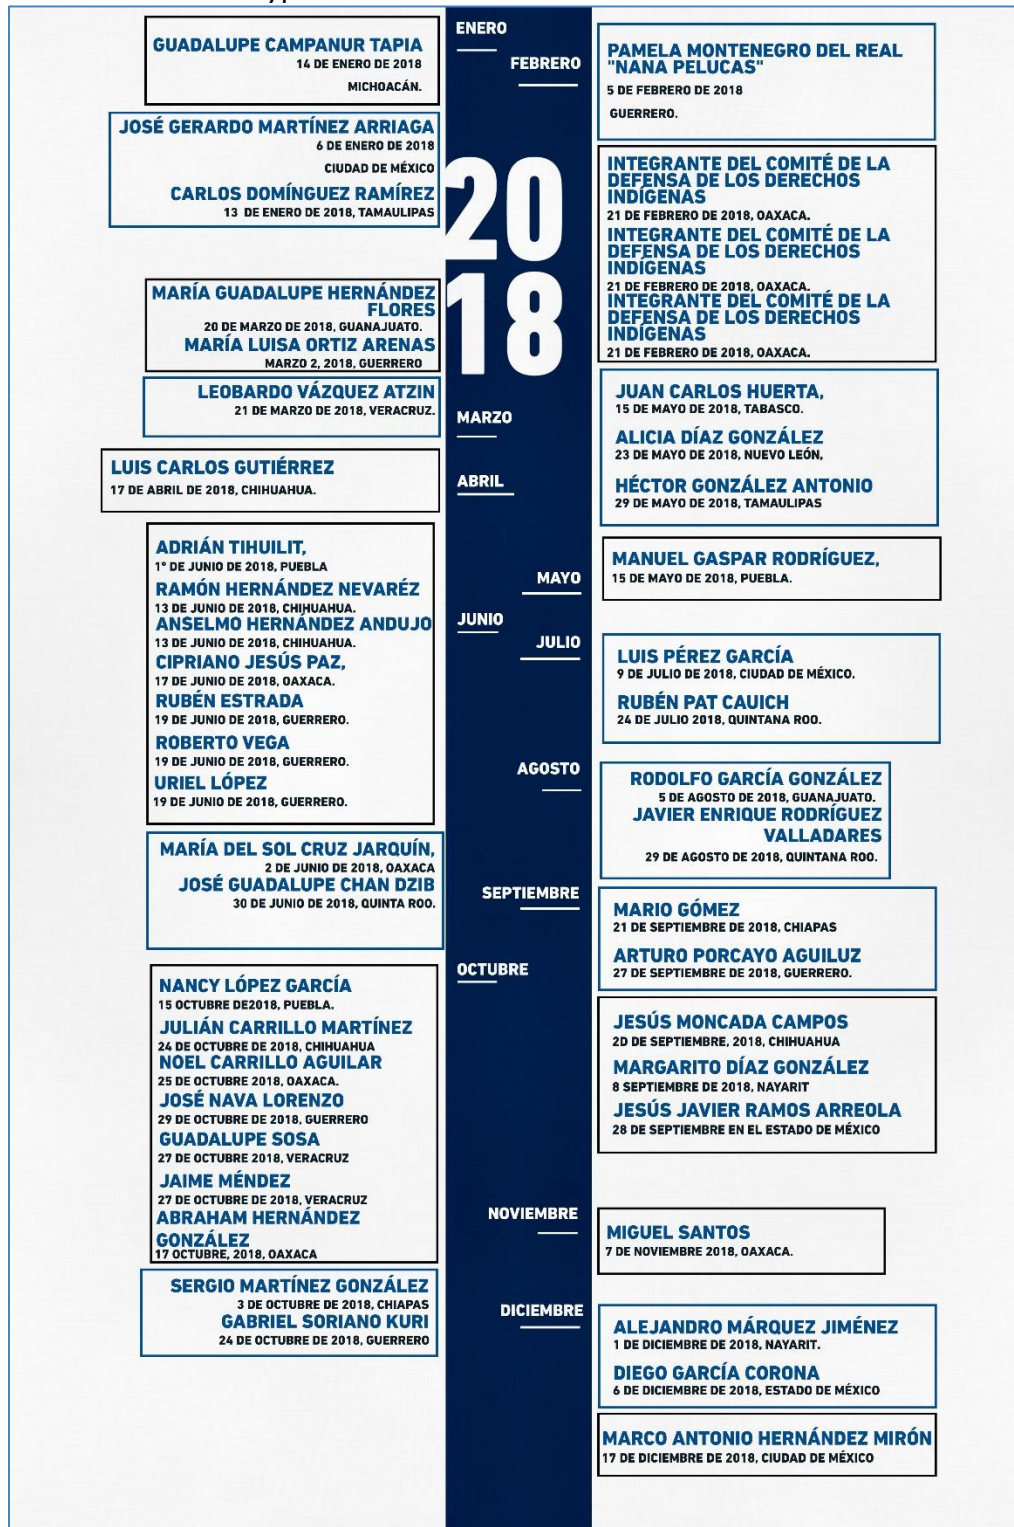 ENERO
GUADALUPE CAMPANUR TAPIA
14 DE ENERO DE 2018
MICHOACÁN.
JOSÉ GERARDO MARTÍNEZ ARRIAGA
6 DE ENERO DE 2018
CIUDAD DE MÉXICO
CARLOS DOMÍNGUEZ RAMÍREZ
13 DE ENERO DE 2018, TAMAULIPAS
FEBRERO
PAMELA MONTENEGRO DEL REAL
"NANA PELUCAS"
5 DE FEBRERO DE 2018
GUERRERO.
INTEGRANTE DEL COMITÉ DE LA
DEFENSA DE LOS DERECHOS
INDÍGENAS
21 DE FEBRERO DE 2018, OAXACA.
INTEGRANTE DEL COMITÉ DE LA
DEFENSA DE LOS DERECHOS
INDÍGENAS
21 DE FEBRERO DE 2018, OAXACA.
INTEGRANTE DEL COMITÉ DE LA
DEFENSA DE LOS DERECHOS
INDÍGENAS
21 DE FEBRERO DE 2018, OAXACA.
20
18
MARÍA GUADALUPE HERNÁNDEZ
FLORES
20 DE MARZO DE 2018, GUANAJUATO.
MARÍA LUISA ORTIZ ARENAS
MARZO 2, 2018, GUERRERO
LEOBARDO VÁZQUEZ ATZIN
21 DE MARZO DE 2018, VERACRUZ.
MARZO
LUIS CARLOS GUTIÉRREZ
17 DE ABRIL DE 2018, CHIHUAHUA.
ABRIL
JUAN CARLOS HUERTA,
15 DE MAYO DE 2018, TABASCO.
ALICIA DÍAZ GONZÁLEZ
23 DE MAYO DE 2018, NUEVO LEÓN,
HÉCTOR GONZÁLEZ ANTONIO
29 DE MAYO DE 2018, TAMAULIPAS
MANUEL GASPAR RODRÍGUEZ,
15 DE MAYO DE 2018, PUEBLA.
MAYO
JUNIO
ADRIÁN TIHUILIT,
1° DE JUNIO DE 2018, PUEBLA
RAMÓN HERNÁNDEZ NEVARÉZ
13 DE JUNIO DE 2018, CHIHUAHUA.
ANSELMO HERNÁNDEZ ANDUJO
13 DE JUNIO DE 2018, CHIHUAHUA.
CIPRIANO JESÚS PAZ,
17 DE JUNIO DE 2018, OAXACA.
RUBÉN ESTRADA
19 DE JUNIO DE 2018, GUERRERO.
ROBERTO VEGA
19 DE JUNIO DE 2018, GUERRERO.
URIEL LÓPEZ
19 DE JUNIO DE 2018, GUERRERO.
MARÍA DEL SOL CRUZ JARQUÍN,
2 DE JUNIO DE 2018, OAXACA
JOSÉ GUADALUPE CHAN DZIB
30 DE JUNIO DE 2018, QUINTA ROO.
JULIO
LUIS PÉREZ GARCÍA
9 DE JULIO DE 2018, CIUDAD DE MÉXICO.
RUBÉN PAT CAUICH
24 DE JULIO 2018, QUINTANA ROO.
AGOSTO
RODOLFO GARCÍA GONZÁLEZ
5 DE AGOSTO DE 2018, GUANAJUATO.
JAVIER ENRIQUE RODRÍGUEZ
VALLADARES
29 DE AGOSTO DE 2018, QUINTANA ROO.
SEPTIEMBRE
MARIO GÓMEZ
21 DE SEPTIEMBRE DE 2018, CHIAPAS
ARTURO PORCAYO AGUILUZ
27 DE SEPTIEMBRE DE 2018, GUERRERO.
JESÚS MONCADA CAMPOS
2D DE SEPTIEMBRE, 2018, CHIHUAHUA
MARGARITO DÍAZ GONZÁLEZ
8 SEPTIEMBRE DE 2018, NAYARIT
JESÚS JAVIER RAMOS ARREOLA
28 DE SEPTIEMBRE EN EL ESTADO DE MÉXICO
OCTUBRE
NANCY LÓPEZ GARCÍA
15 OCTUBRE DE2018, PUEBLA.
JULIÁN CARRILLO MARTÍNEZ
24 DE OCTUBRE DE 2018, CHIHUAHUA
NOEL CARRILLO AGUILAR
25 DE OCTUBRE 2018, OAXACA.
JOSÉ NAVA LORENZO
29 DE OCTUBRE DE 2018, GUERRERO
GUADALUPE SOSA
27 DE OCTUBRE 2018, VERACRUZ
JAIME MÉNDEZ
27 DE OCTUBRE DE 2018, VERACRUZ
ABRAHAM HERNÁNDEZ
GONZÁLEZ
17 OCTUBRE, 2018, OAXACA
SERGIO MARTÍNEZ GONZÁLEZ
3 DE OCTUBRE DE 2018, CHIAPAS
GABRIEL SORIANO KURI
24 DE OCTUBRE DE 2018, GUERRERO
NOVIEMBRE
MIGUEL SANTOS
7 DE NOVIEMBRE 2018, OAXACA.
DICIEMBRE
ALEJANDRO MÁRQUEZ JIMÉNEZ
1 DE DICIEMBRE DE 2018, NAYARIT.
DIEGO GARCÍA CORONA
6 DE DICIEMBRE DE 2018, ESTADO DE MÉXICO
MARCO ANTONIO HERNÁNDEZ MIRÓN
17 DE DICIEMBRE DE 2018, CIUDAD DE MÉXICO